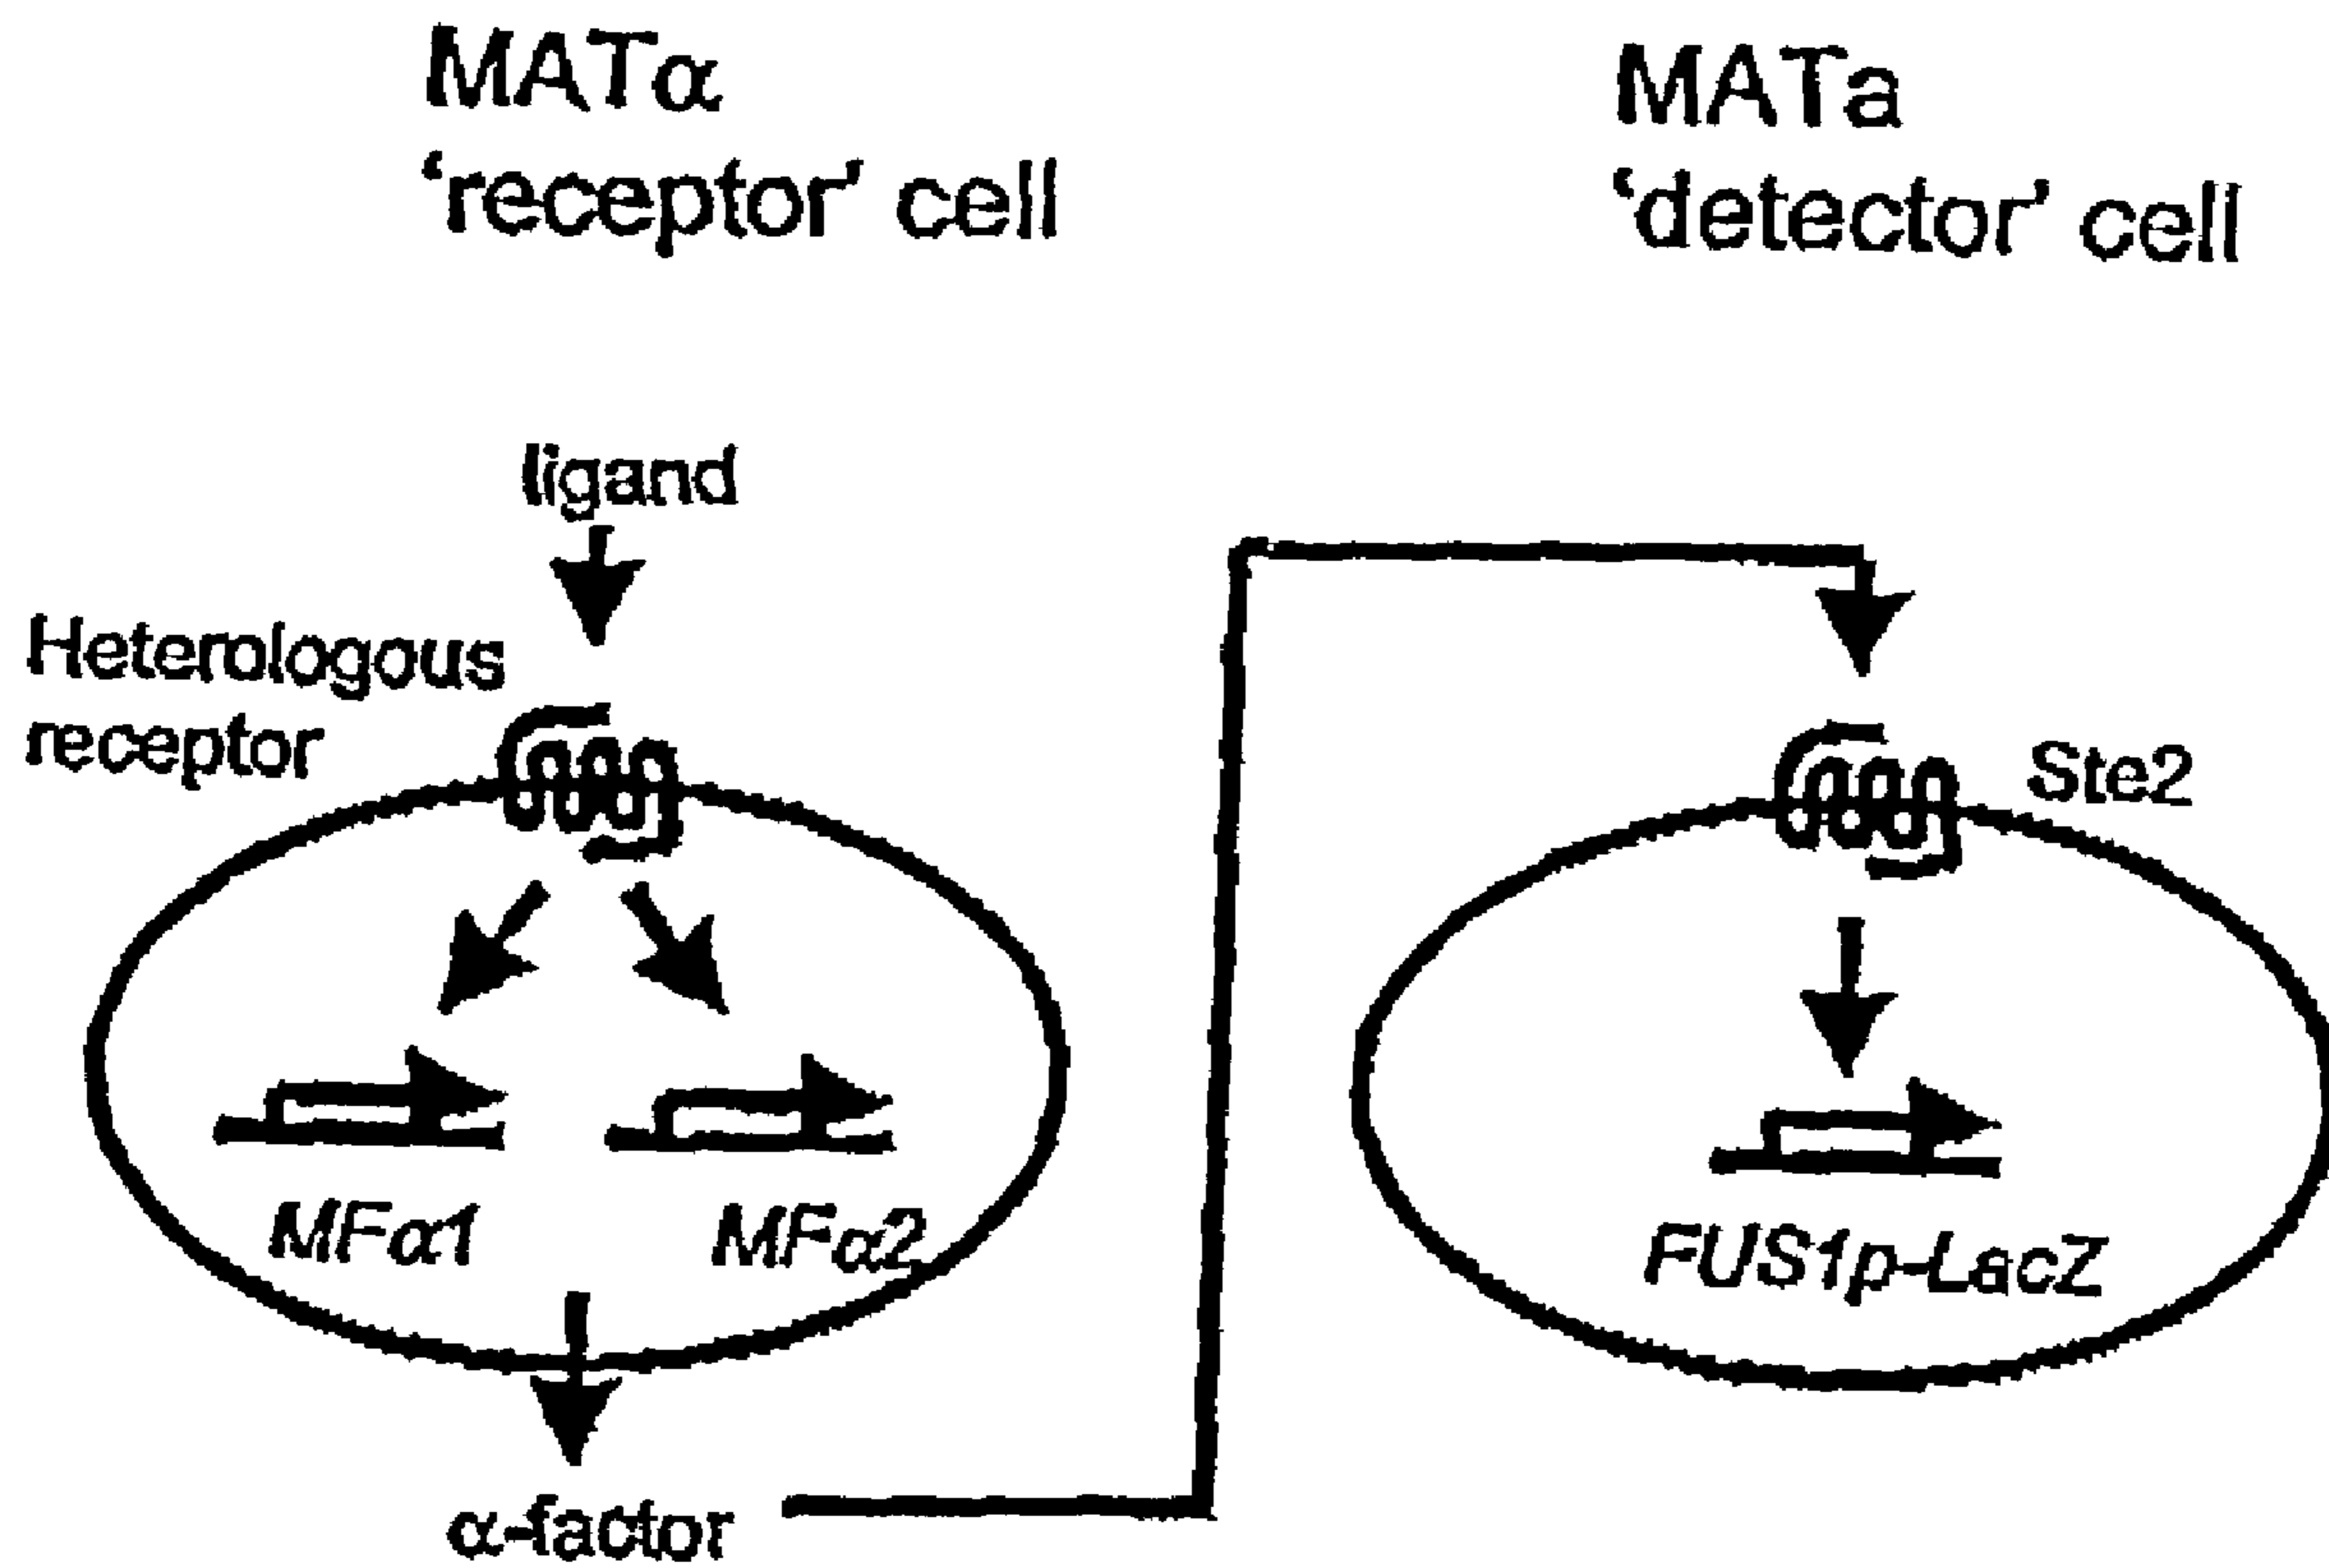 MATα
'receptor' cell
MATa
'detector' cell
ligand
Heterologous
receptor
Ste2
MFα1
MFα2
FUS1p-LacZ
α-factor